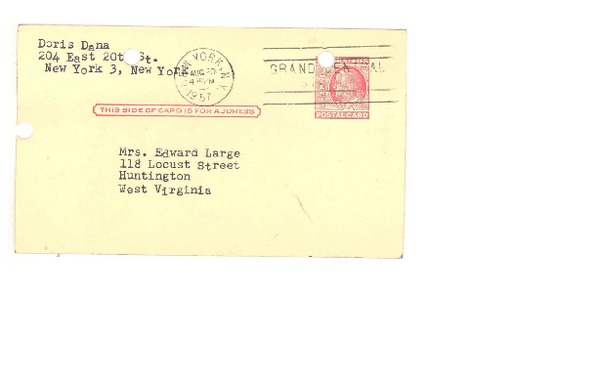 Doris Dana
204 East 20th St.
New York 3, New York
NEW YORK, N.Y.
AUG
1957
GRAND CENTRAL
POSTAL CARD
THIS SIDE OF CARD IS FOR ADDRESS
Mrs. Edward Large
118 Locust Street
Huntington
West Virginia